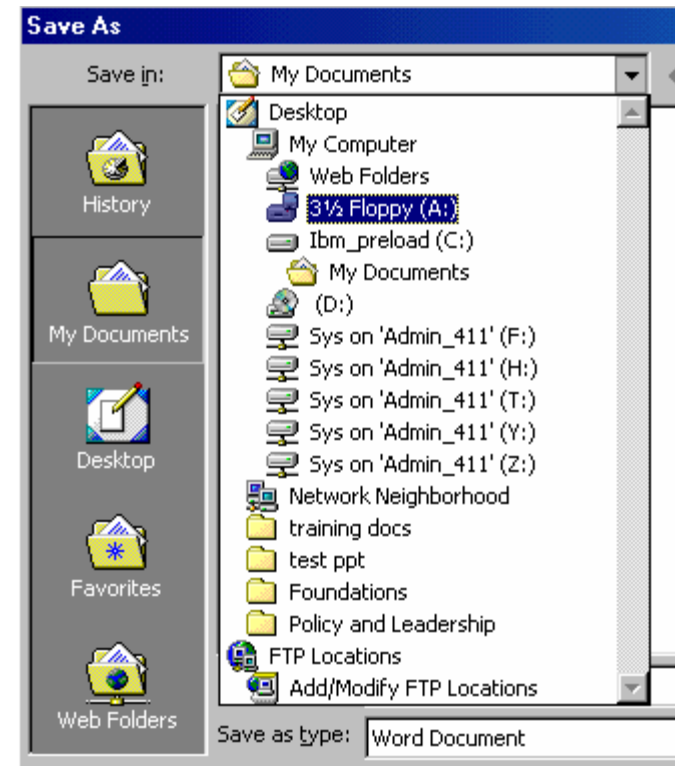 Save As
Save in:
My Documents
Desktop
My Computer
Web Folders
3½ Floppy (A:)
Ibm_preload (C:)
My Documents
(D:)
Sys on 'Admin_411' (F:)
Sys on 'Admin_411' (H:)
Sys on 'Admin_411' (T:)
Sys on 'Admin_411' (Y:)
Sys on 'Admin_411' (Z:)
Network Neighborhood
training docs
test ppt
Foundations
Policy and Leadership
FTP Locations
Add/Modify FTP Locations
History
My Documents
Desktop
Favorites
Web Folders
Save as type:
Word Document